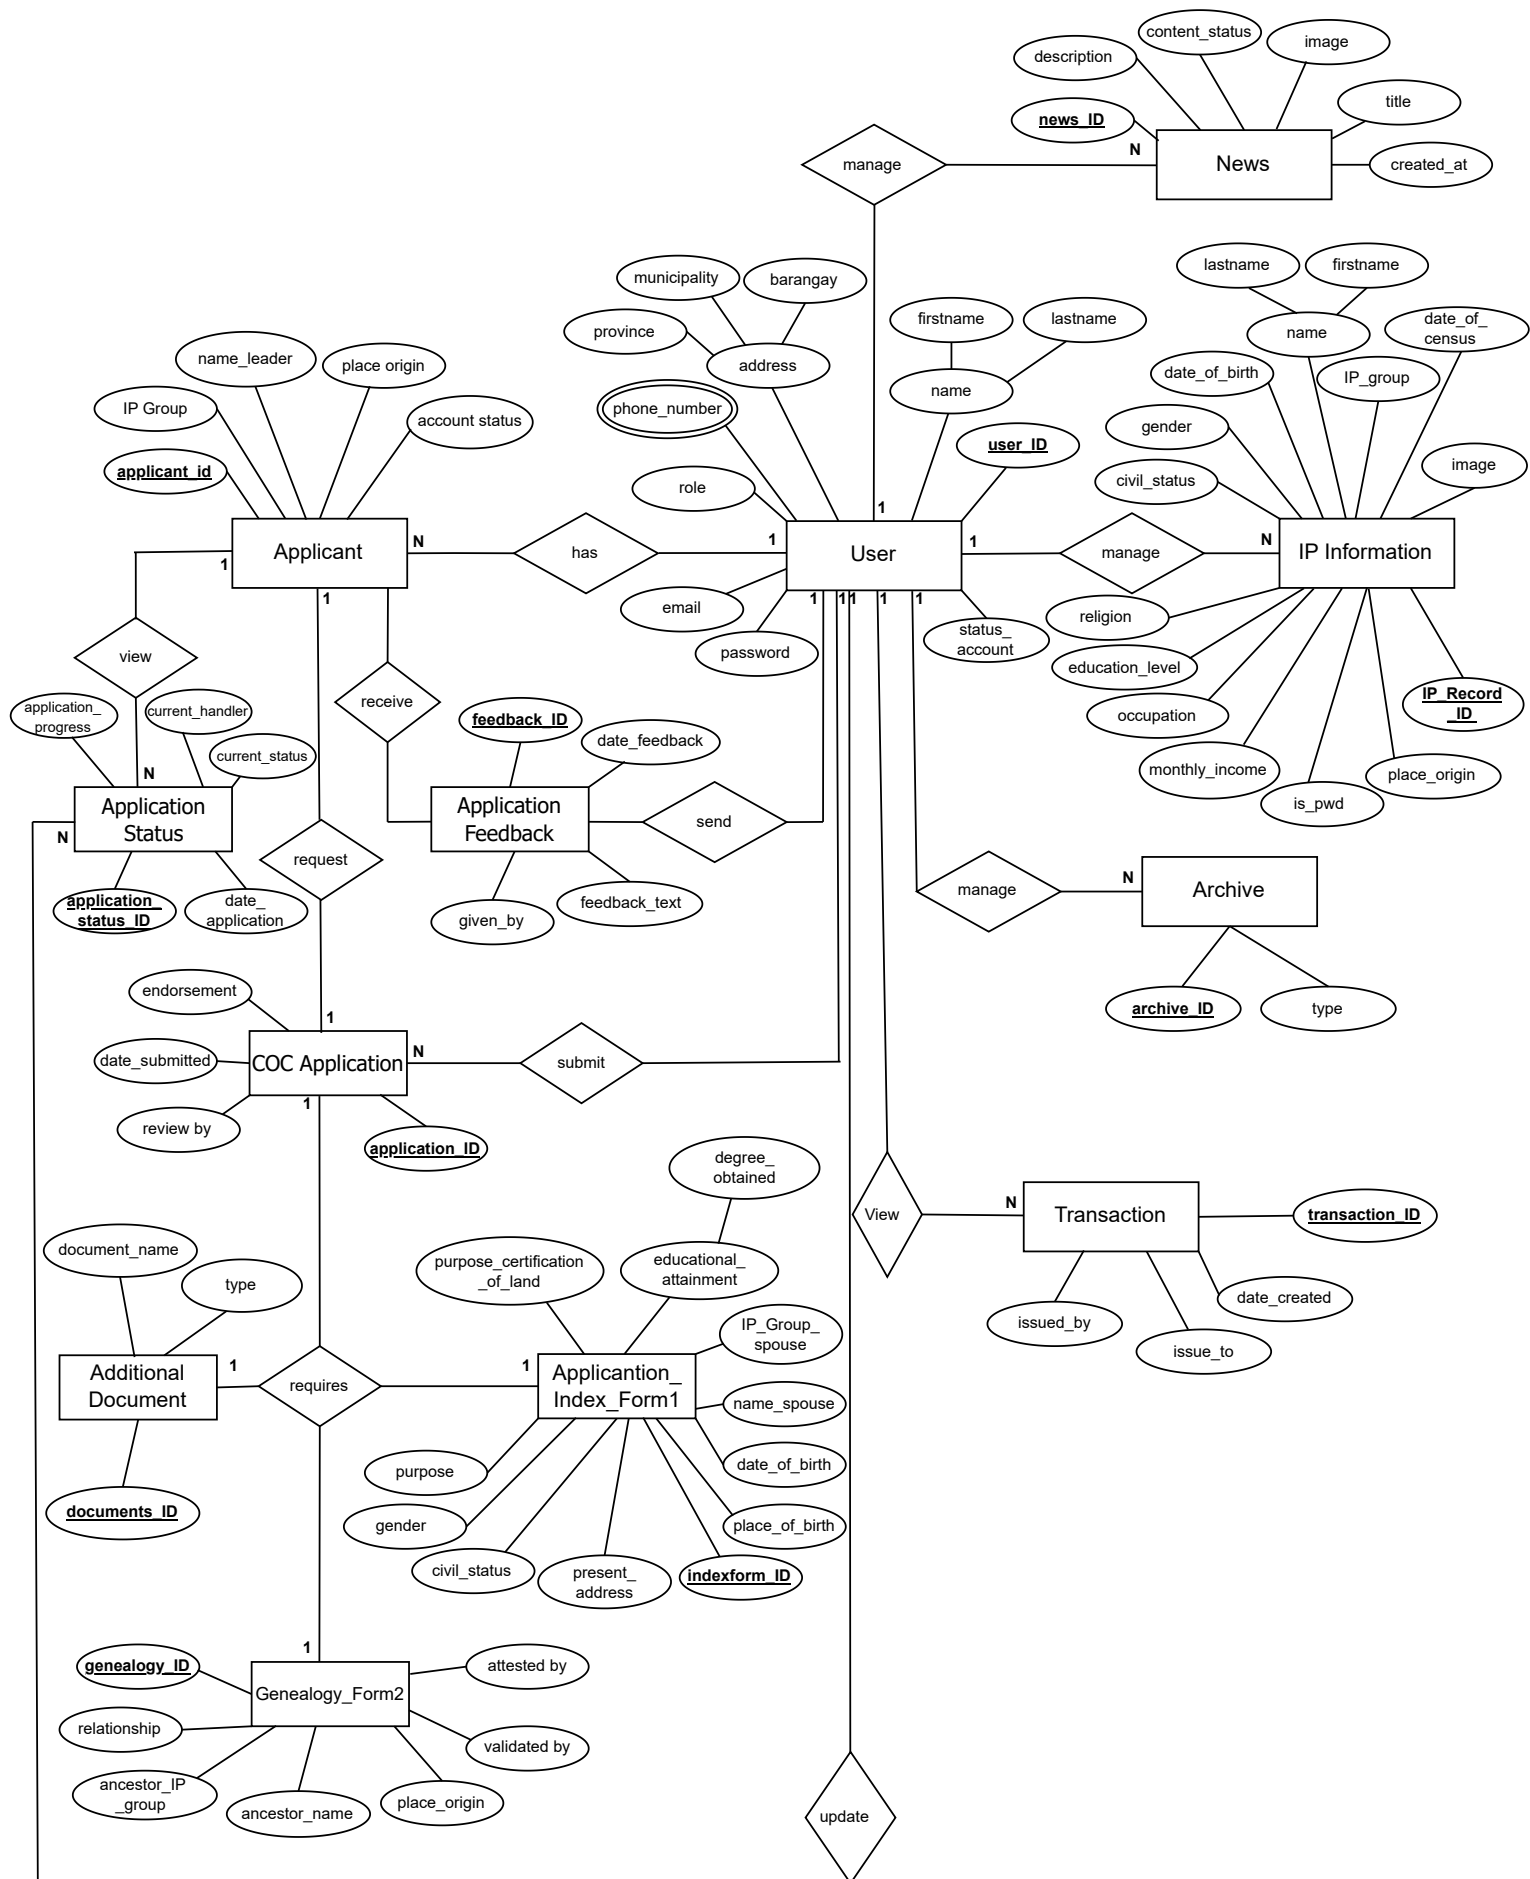 content_status
image
description
title
news_ID
manage
N
News
created_at
lastname
firstname
municipality
barangay
firstname
lastname
province
name
date_of_
census
address
name
date_of_birth
IP_group
name_leader
place origin
IP Group
account status
phone_number
user_ID
gender
image
applicant_id
role
civil_status
1
Applicant
N
has
1
User
1
manage
N
IP Information
1
1
email
1
1
1
1
1
religion
status_
account
password
view
education_level
receive
application_
progress
current_handler
feedback_ID
occupation
IP_Record
_ID
date_feedback
current_status
N
monthly_income
place_origin
is_pwd
Application
Status
Application
Feedback
send
N
request
manage
N
Archive
application_
status_ID
date_
application
given_by
feedback_text
endorsement
archive_ID
type
1
date_submitted
COC Application
N
submit
1
review by
application_ID
degree_
obtained
View
N
Transaction
transaction_ID
document_name
type
purpose_certification
_of_land
educational_
attainment
date_created
issued_by
issue_to
IP_Group_
spouse
Additional
Document
1
requires
1
Applicantion_
Index_Form1
name_spouse
date_of_birth
purpose
documents_ID
gender
place_of_birth
civil_status
present_
address
indexform_ID
1
genealogy_ID
attested by
Genealogy_Form2
relationship
validated by
ancestor_IP
_group
ancestor_name
place_origin
update